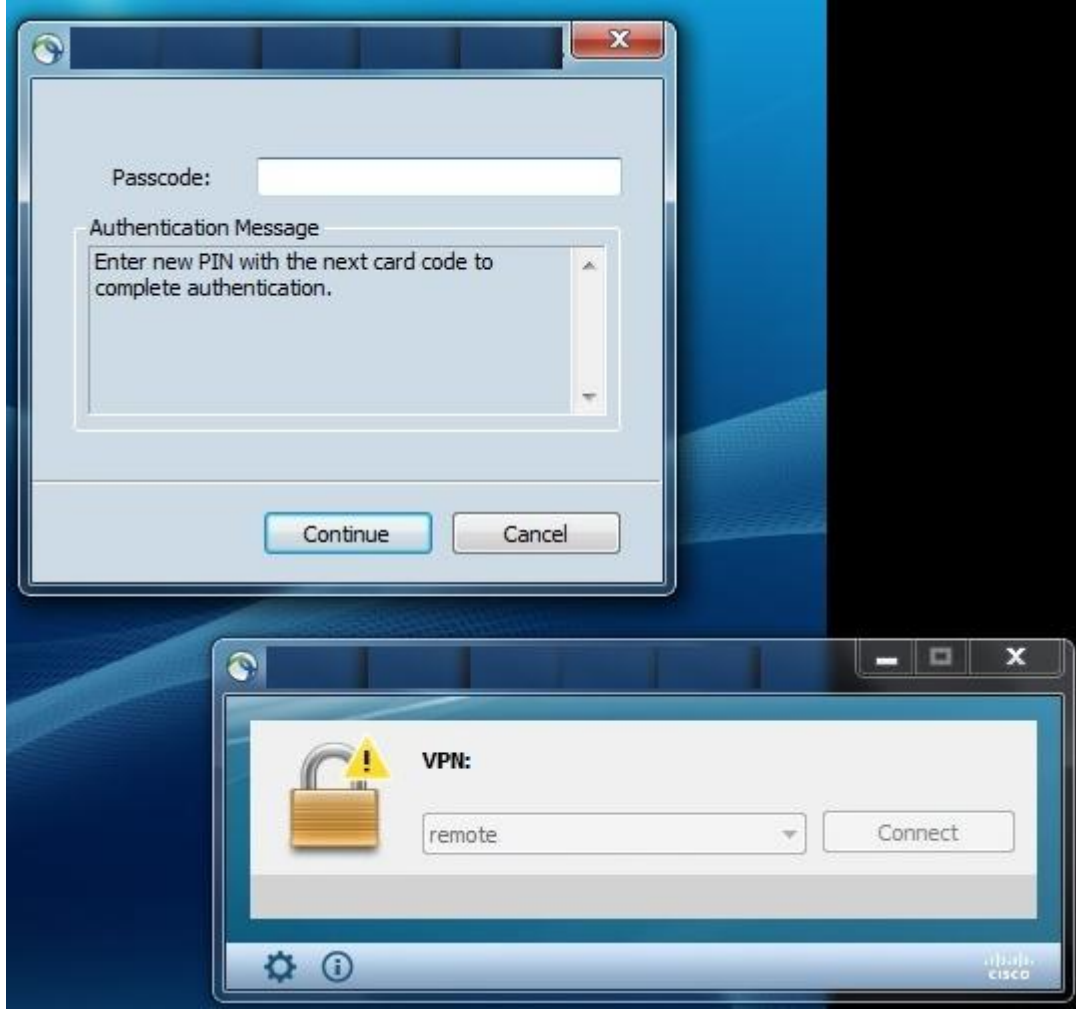 Passcode:
Authentication Message
Enter new PIN with the next card code to
complete authentication.
Continue
Cancel
VPN:
remote
Connect
CISCO